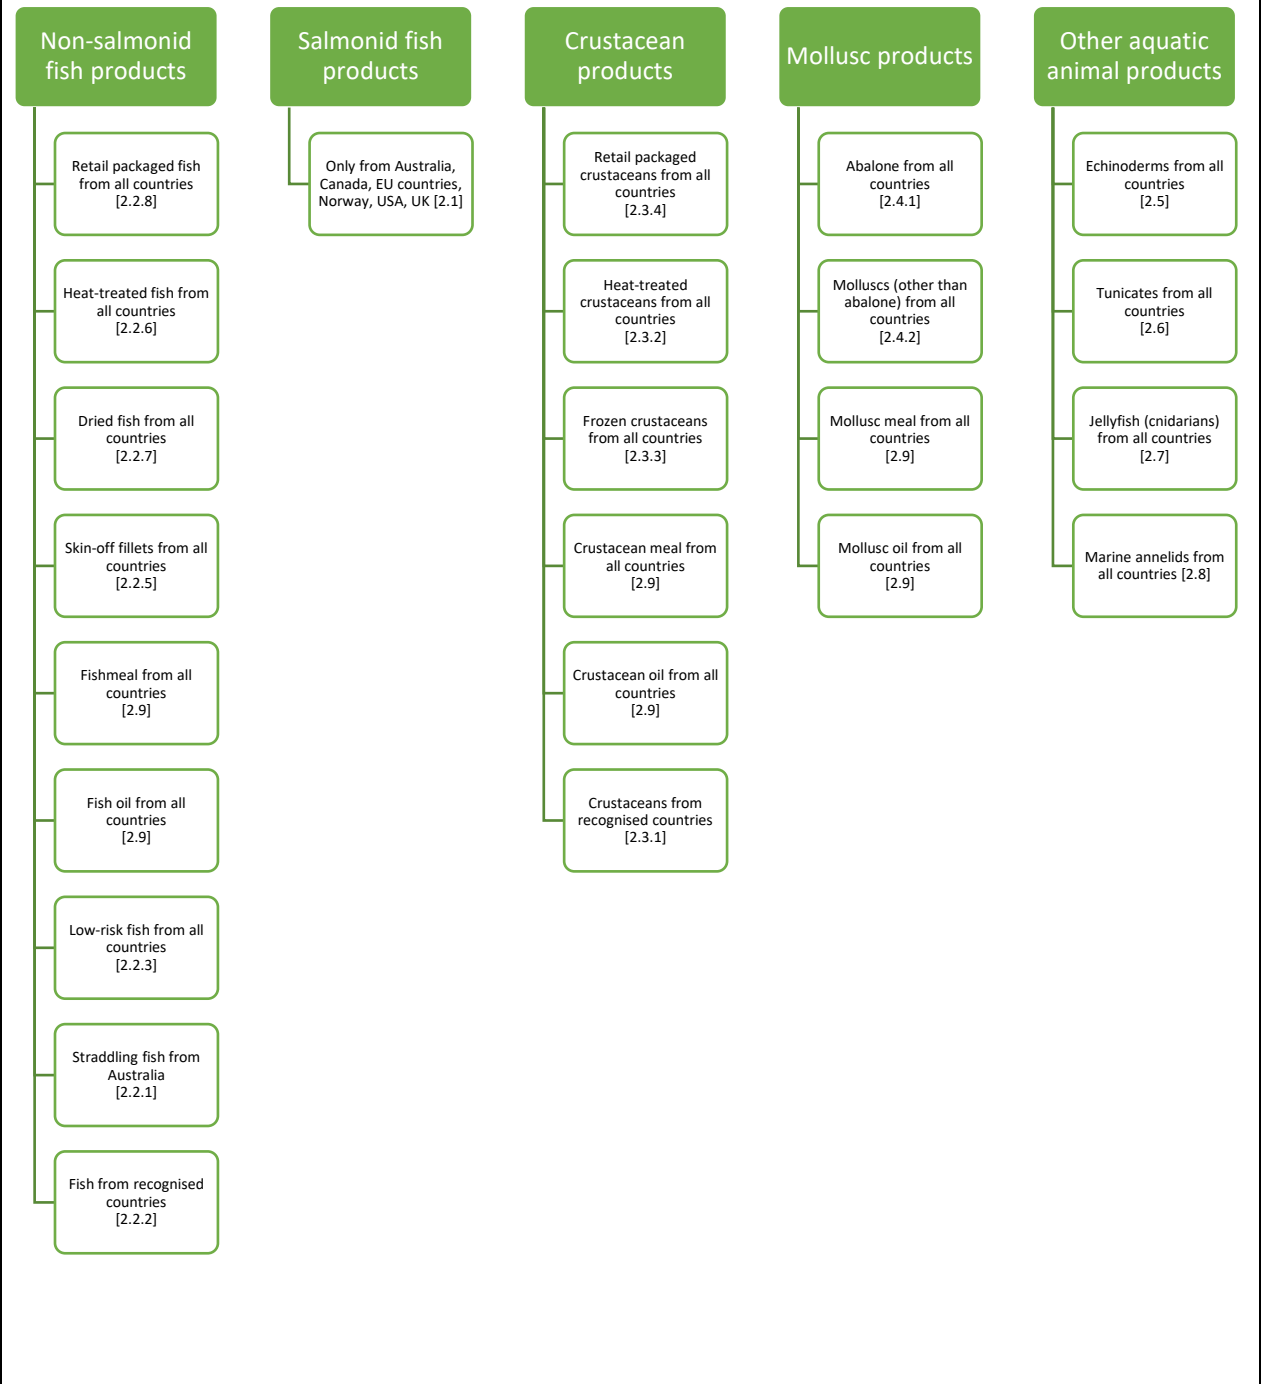 Non-salmonid
fish products
Retail packaged fish
from all countries
[2.2.8]
Heat-treated fish from
all countries
[2.2.6]
Dried fish from all
countries
[2.2.7]
Skin-off fillets from all
countries
[2.2.5]
Fishmeal from all
countries
[2.9]
Fish oil from all
countries
[2.9]
Low-risk fish from all
countries
[2.2.3]
Straddling fish from
Australia
[2.2.1]
Fish from recognised
countries
[2.2.2]
Salmonid fish
products
Only from Australia,
Canada, EU countries,
Norway, USA, UK [2.1]
Crustacean
products
Retail packaged
crustaceans from all
countries
[2.3.4]
Heat-treated
crustaceans from all
countries
[2.3.2]
Frozen crustaceans
from all countries
[2.3.3]
Crustacean meal from
all countries
[2.9]
Crustacean oil from all
countries
[2.9]
Crustaceans from
recognised countries
[2.3.1]
Mollusc products
Abalone from all
countries
[2.4.1]
Molluscs (other than
abalone) from all
countries
[2.4.2]
Mollusc meal from all
countries
[2.9]
Mollusc oil from all
countries
[2.9]
Other aquatic
animal products
Echinoderms from all
countries
[2.5]
Tunicates from all
countries
[2.6]
Jellyfish (cnidarians)
from all countries
[2.7]
Marine annelids from
all countries [2.8]